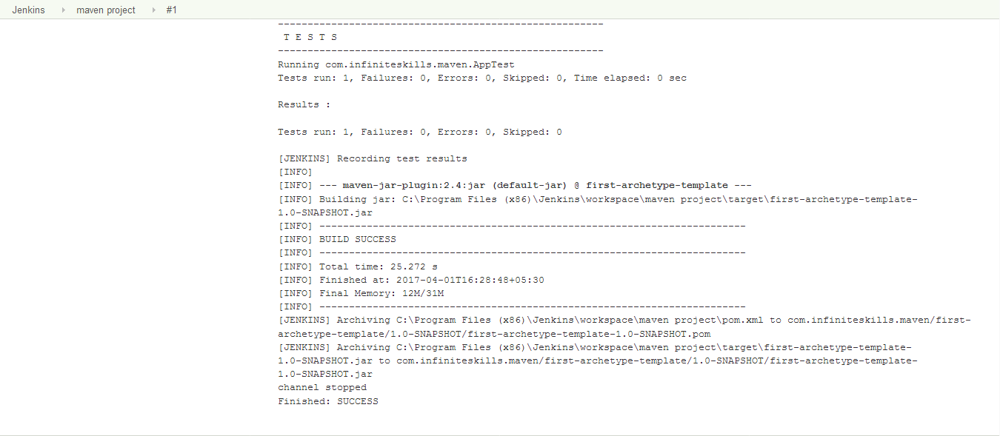 Jenkins maven project #1
-------------------------------------------------------
T E S T S
-------------------------------------------------------
Running com.infiniteskills.maven.AppTest
Tests run: 1, Failures: 0, Errors: 0, Skipped: 0, Time elapsed: 0 sec
Results :
Tests run: 1, Failures: 0, Errors: 0, Skipped: 0
[JENKINS] Recording test results
[INFO]
[INFO] --- maven-jar-plugin:2.4:jar (default-jar) @ first-archetype-template ---
[INFO] Building jar: C:\Program Files (x86)\Jenkins\workspace\maven project\target\first-archetype-template-
1.0-SNAPSHOT.jar
[INFO] ------------------------------------------------------------------------
[INFO] BUILD SUCCESS
[INFO] ------------------------------------------------------------------------
[INFO] Total time: 25.272 s
[INFO] Finished at: 2017-04-01T16:28:48+05:30
[INFO] Final Memory: 12M/31M
[INFO] ------------------------------------------------------------------------
[JENKINS] Archiving C:\Program Files (x86)\Jenkins\workspace\maven project\pom.xml to com.infiniteskills.maven/first-
archetype-template/1.0-SNAPSHOT/first-archetype-template-1.0-SNAPSHOT.pom
[JENKINS] Archiving C:\Program Files (x86)\Jenkins\workspace\maven project\target\first-archetype-template-
1.0-SNAPSHOT.jar to com.infiniteskills.maven/first-archetype-template/1.0-SNAPSHOT/first-archetype-template-
1.0-SNAPSHOT.jar
channel stopped
Finished: SUCCESS